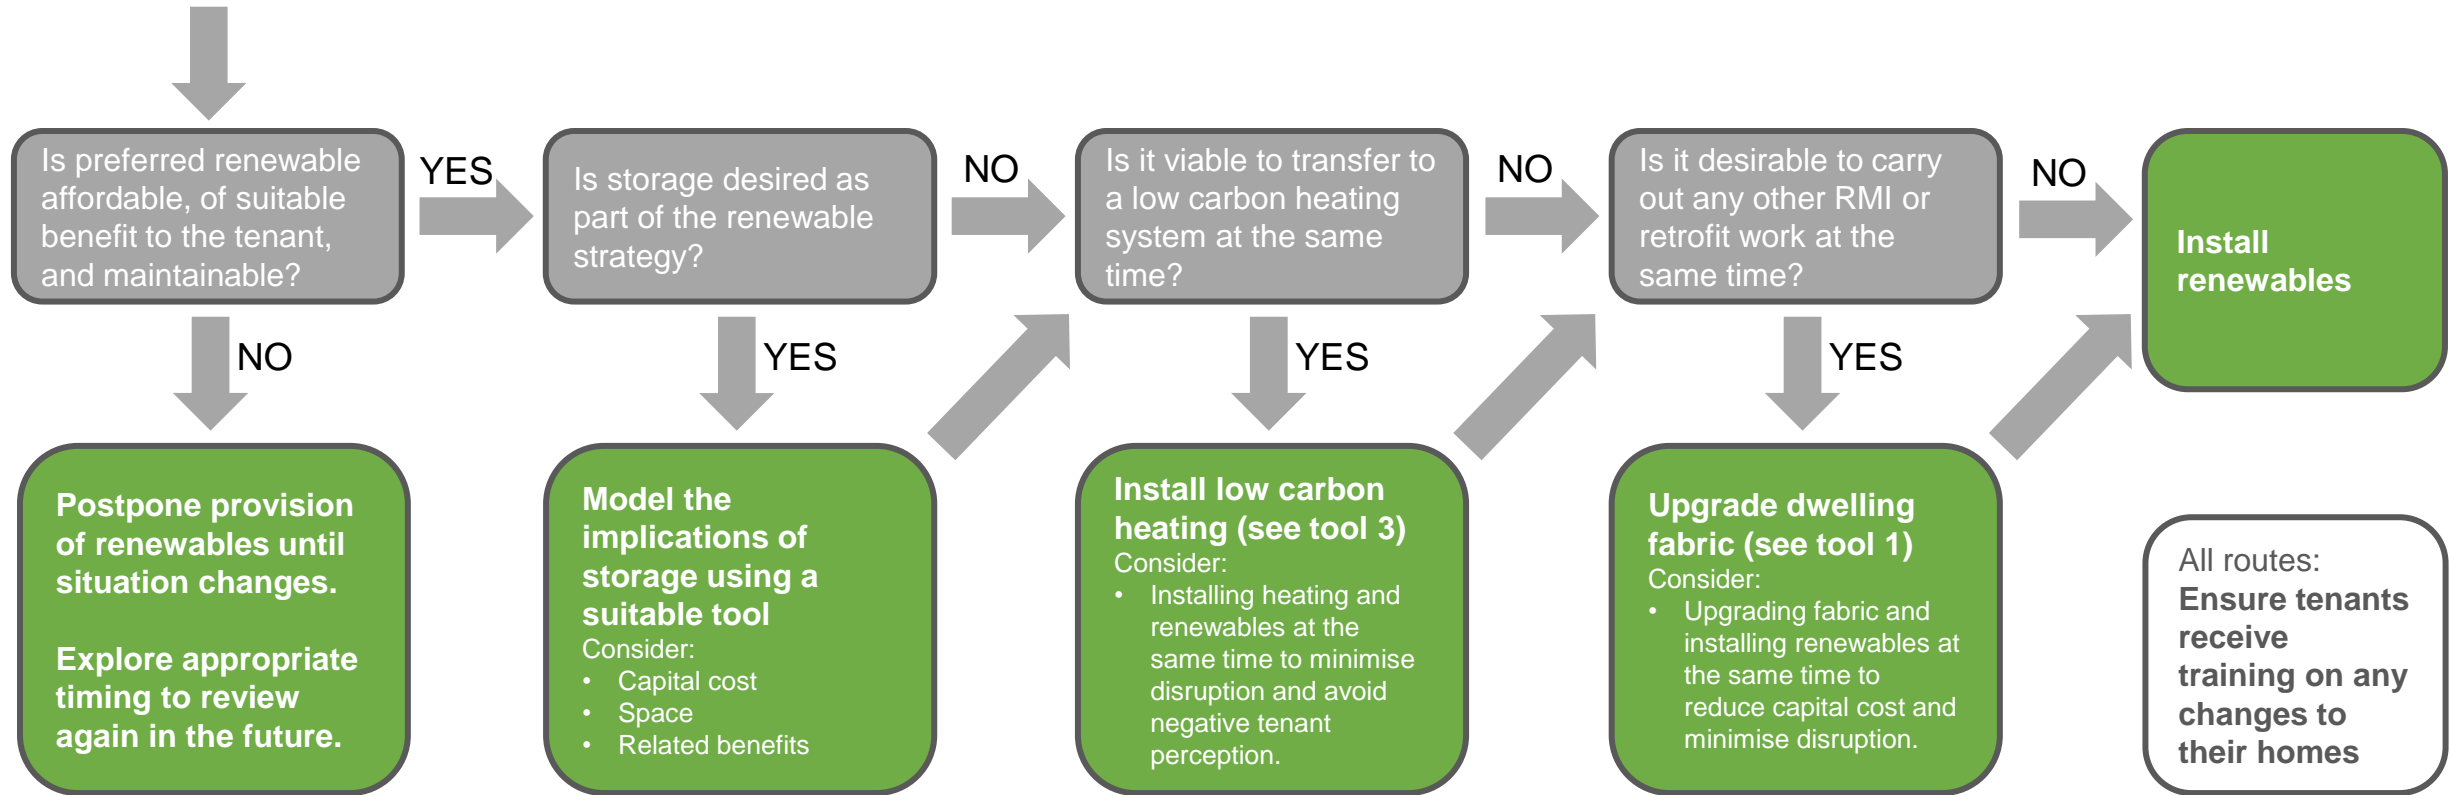 Is preferred renewable
affordable, of suitable
benefit to the tenant,
and maintainable?
YES
Is storage desired as
part of the renewable
strategy?
NO
Is it viable to transfer to
a low carbon heating
system at the same
time?
NO
Is it desirable to carry
out any other RMI or
retrofit work at the
same time?
NO
Install
renewables
NO
YES
YES
YES
Postpone provision
of renewables until
situation changes.
Explore appropriate
timing to review
again in the future.
Model the
implications of
storage using a
suitable tool
Consider:
• Capital cost
• Space
• Related benefits
Install low carbon
heating (see tool 3)
Consider:
• Installing heating and
renewables at the
same time to minimise
disruption and avoid
negative tenant
perception.
Upgrade dwelling
fabric (see tool 1)
Consider:
• Upgrading fabric and
installing renewables at
the same time to
reduce capital cost and
minimise disruption.
All routes:
Ensure tenants
receive
training on any
changes to
their homes